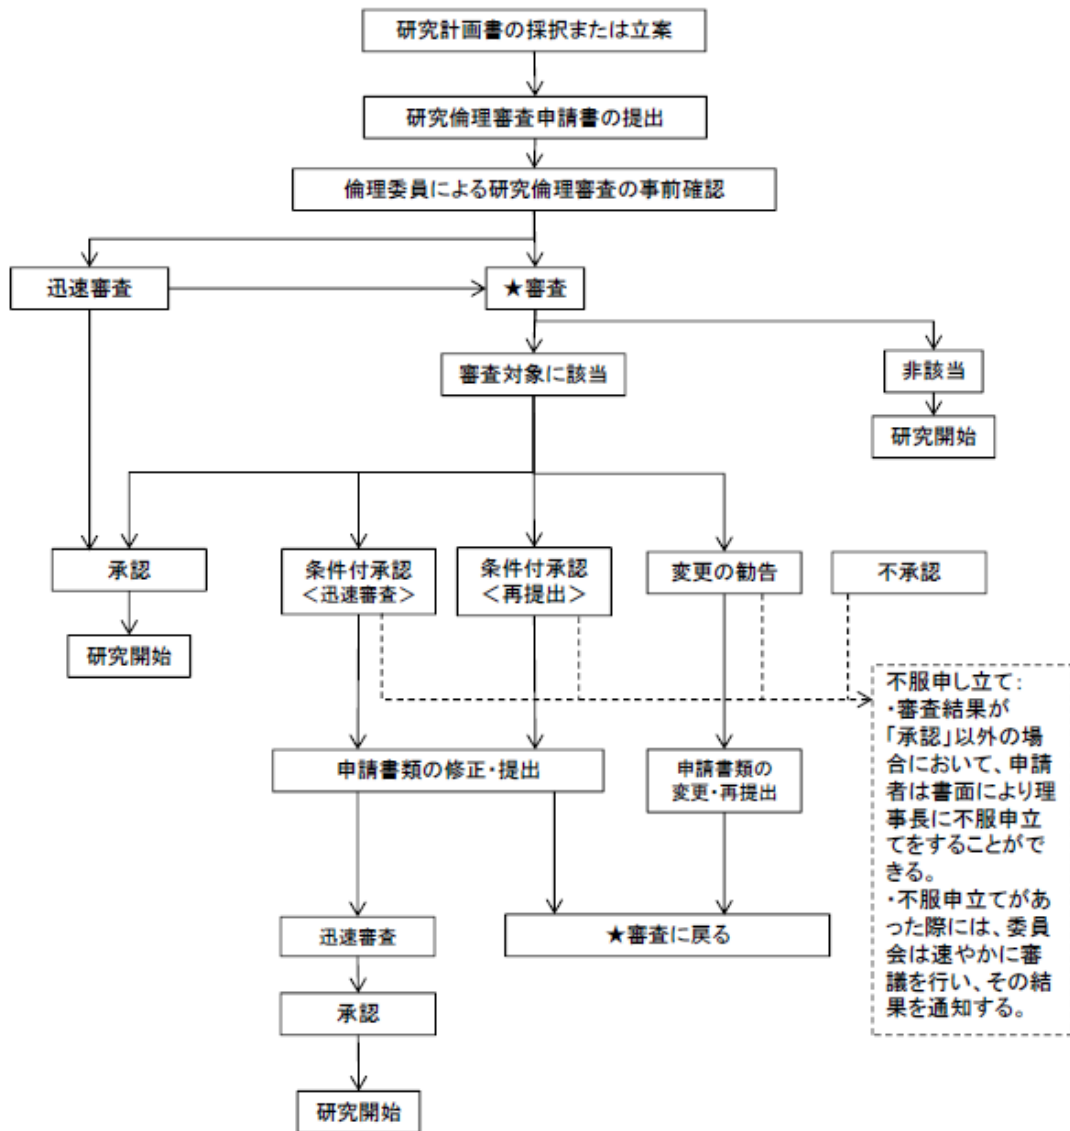 研究計画書の採択または立案
研究倫理審査申請書の提出
倫理委員による研究倫理審査の事前確認
迅速審査
★審査
審査対象に該当
非該当
研究開始
承認
条件付承認
＜迅速審査＞
条件付承認
＜再提出＞
変更の勧告
不承認
研究開始
不服申し立て：
・審査結果が
「承認」以外の場
合において、申請
者は書面により理
事長に不服申立
てをすることがで
きる。
・不服申立てがあ
った際には、委員
会は速やかに審
議を行い、その結
果を通知する。
申請書類の修正・提出
申請書類の
変更・再提出
迅速審査
★審査に戻る
承認
研究開始